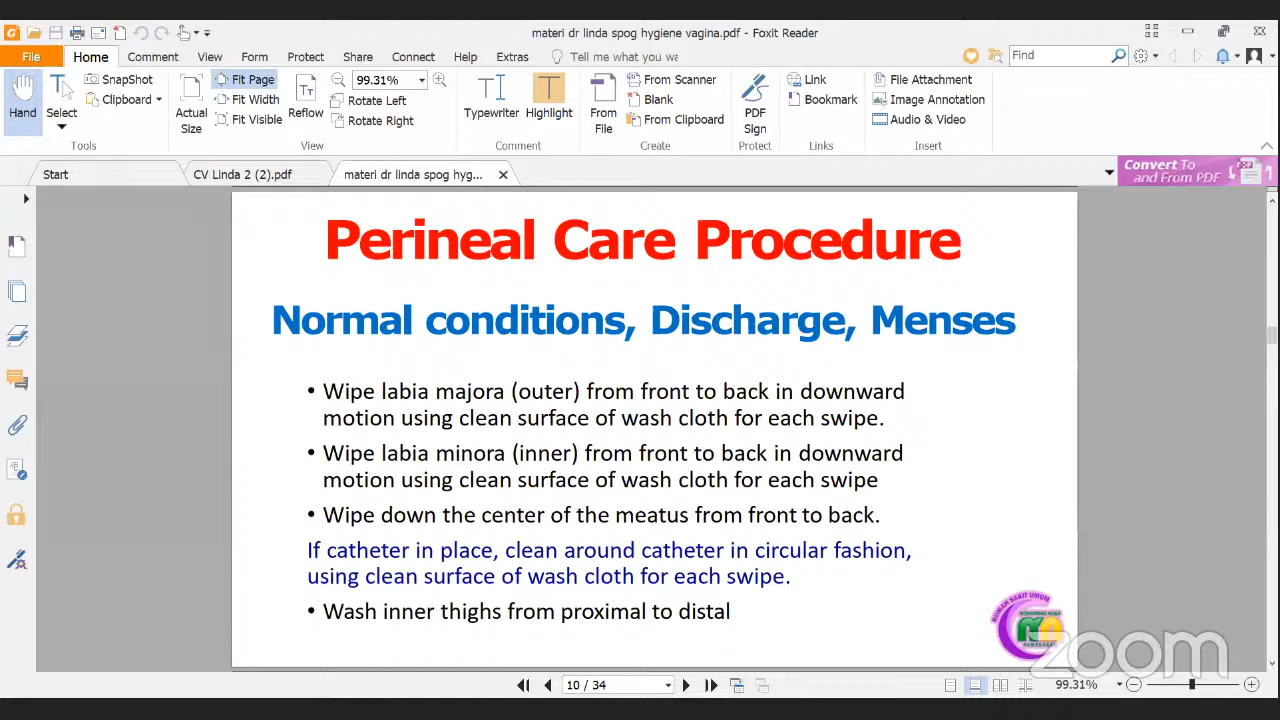 materi dr linda spog hygiene vagina.pdf - Foxit Reader
File Home Comment View Form Protect Share Connect Help Extras Tell me what you wa Find
Hand
Select
SnapShot
Clipboard
Tools
Actual Size
Fit Page
Fit Width
Fit Visible
Reflow
99.31%
Rotate Left
Rotate Right
View
Typewriter
Highlight
Comment
From File
From Scanner
Blank
From Clipboard
Create
PDF Sign
Protect
Link
Bookmark
Links
File Attachment
Image Annotation
Audio & Video
Insert
Start
CV Linda 2 (2).pdf
materi dr linda spog hyg...
Convert To
and From PDF
Perineal Care Procedure
Normal conditions, Discharge, Menses
• Wipe labia majora (outer) from front to back in downward
motion using clean surface of wash cloth for each swipe.
• Wipe labia minora (inner) from front to back in downward
motion using clean surface of wash cloth for each swipe
• Wipe down the center of the meatus from front to back.
If catheter in place, clean around catheter in circular fashion,
using clean surface of wash cloth for each swipe.
• Wash inner thighs from proximal to distal
RUMAH SAKIT UMUM
zoom
10 / 34
99.31%